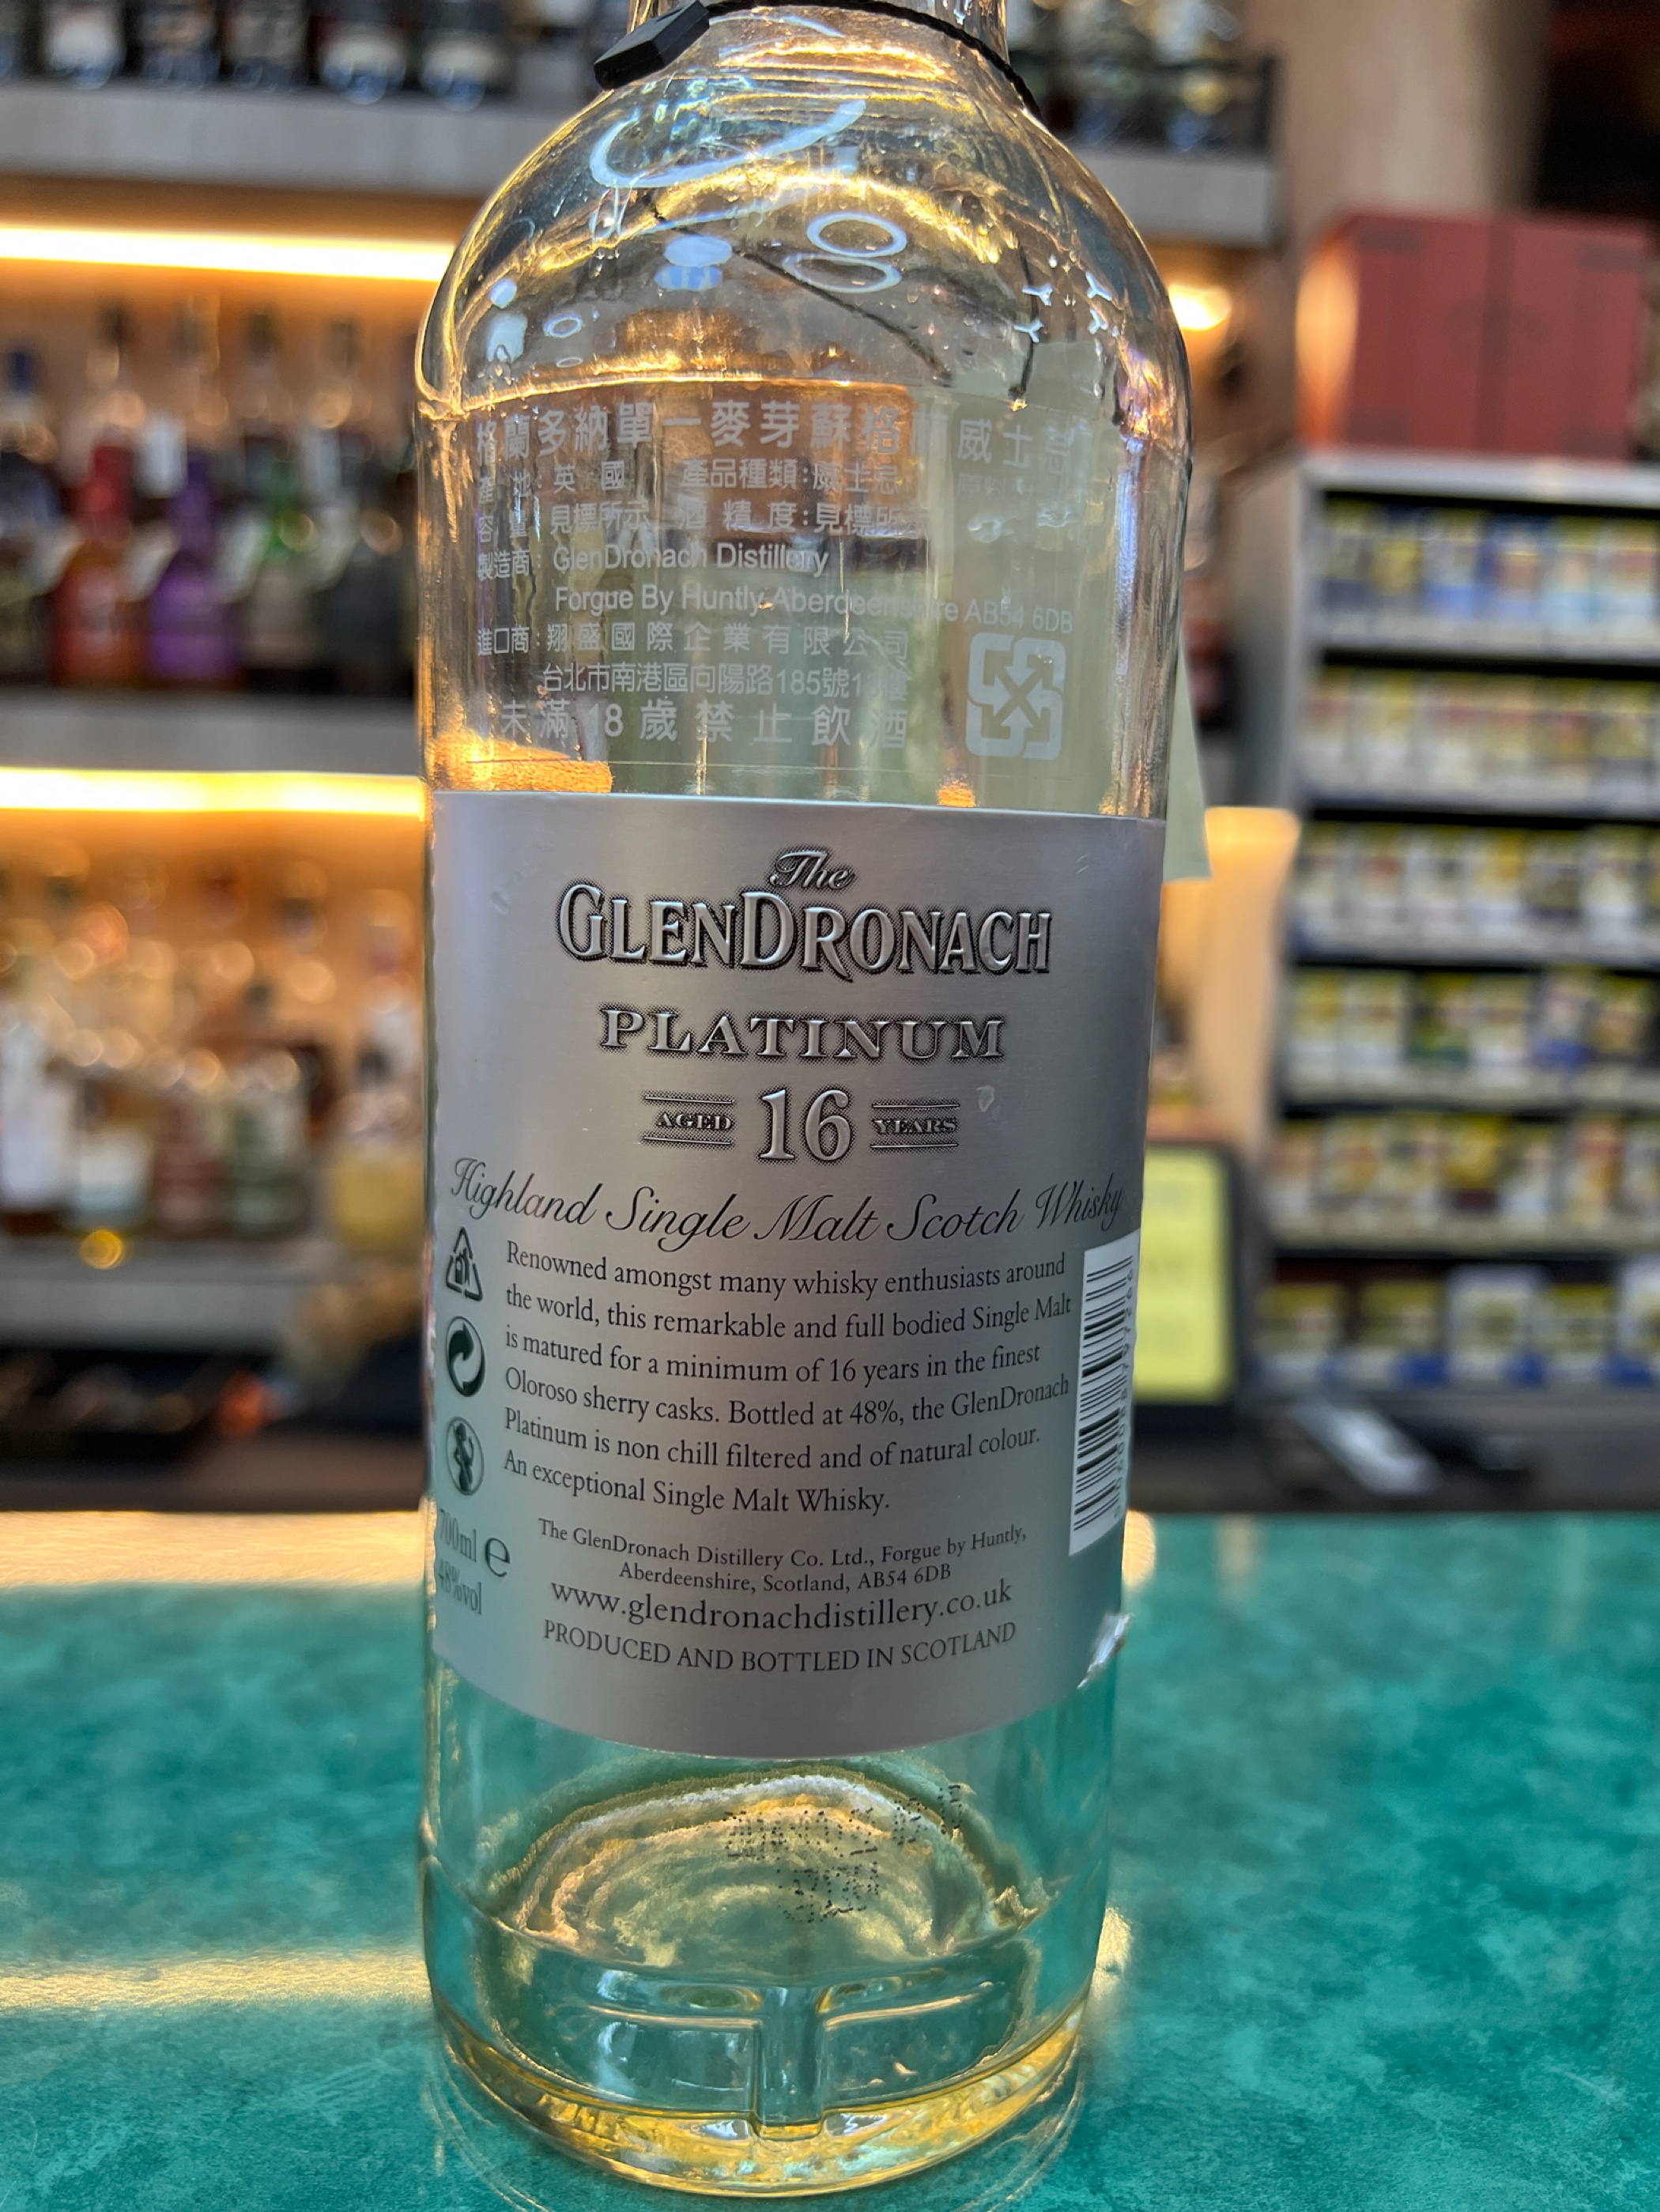 格蘭多納單一麥芽蘇格蘭威士忌
產地：英國 產品種類：威士忌
容量：見標所示 酒精度：見標所示
製造商：GlenDronach Distillery
Forgue By Huntly Aberdeenshire AB54 6DB
進口商：翔盛國際企業有限公司
台北市南港區向陽路185號
未滿18歲禁止飲酒
The
GLENDRONACH
PLATINUM
AGED 16 YEARS
Highland Single Malt Scotch Whisky
Renowned amongst many whisky enthusiasts around
the world, this remarkable and full bodied Single Malt
is matured for a minimum of 16 years in the finest
Oloroso sherry casks. Bottled at 48%, the GlenDronach
Platinum is non chill filtered and of natural colour.
An exceptional Single Malt Whisky.
700ml e
48%vol
The GlenDronach Distillery Co. Ltd., Forgue by Huntly,
Aberdeenshire, Scotland, AB54 6DB
www.glendronachdistillery.co.uk
PRODUCED AND BOTTLED IN SCOTLAND